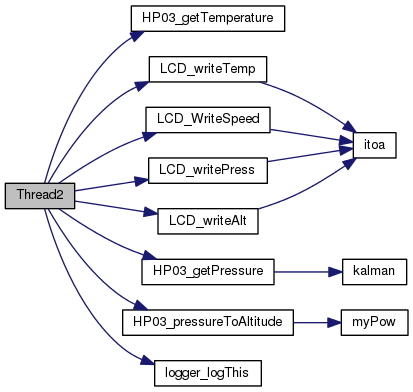 HP03_getTemperature
LCD_writeTemp
LCD_WriteSpeed
itoa
LCD_writePress
Thread2
LCD_writeAlt
HP03_getPressure
kalman
HP03_pressureToAltitude
myPow
logger_logThis